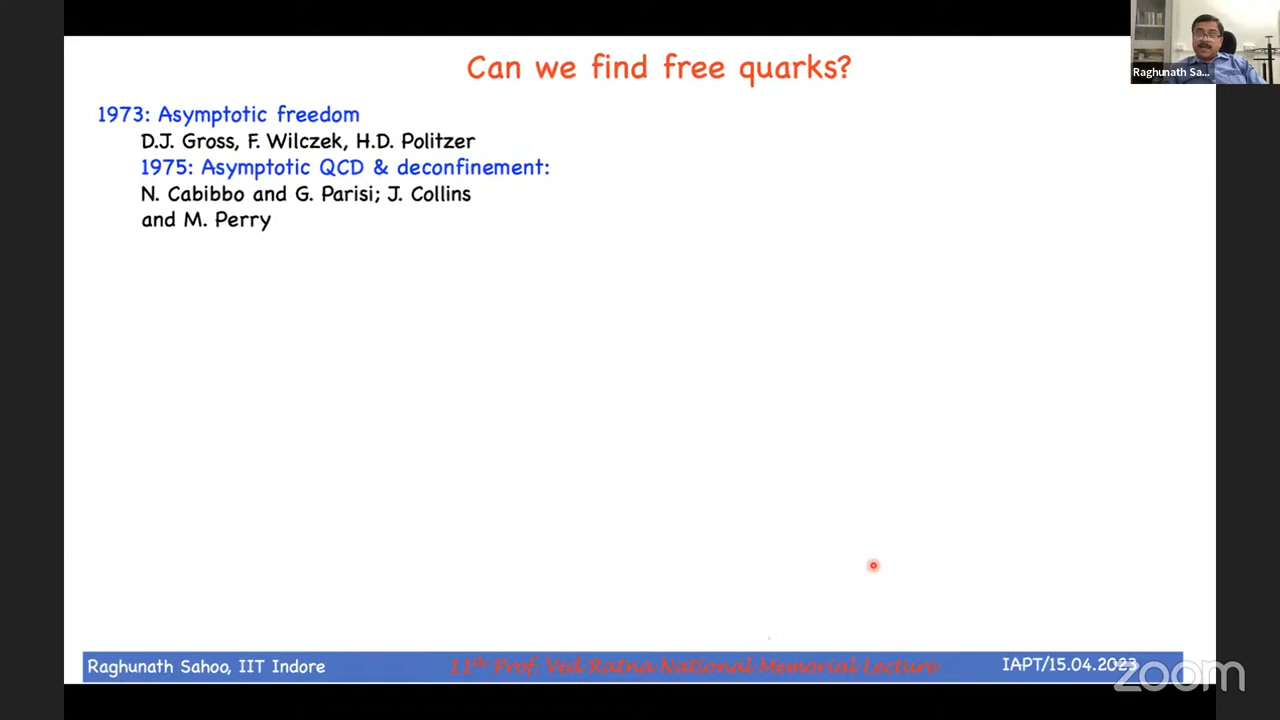 Can we find free quarks?
Raghunath Sa...
1973: Asymptotic freedom
D.J. Gross, F. Wilczek, H.D. Politzer
1975: Asymptotic QCD & deconfinement:
N. Cabibbo and G. Parisi; J. Collins
and M. Perry
Raghunath Sahoo, IIT Indore
11th Prof. Ved Ratna National Memorial Lecture
IAPT/15.04.2023
zoom